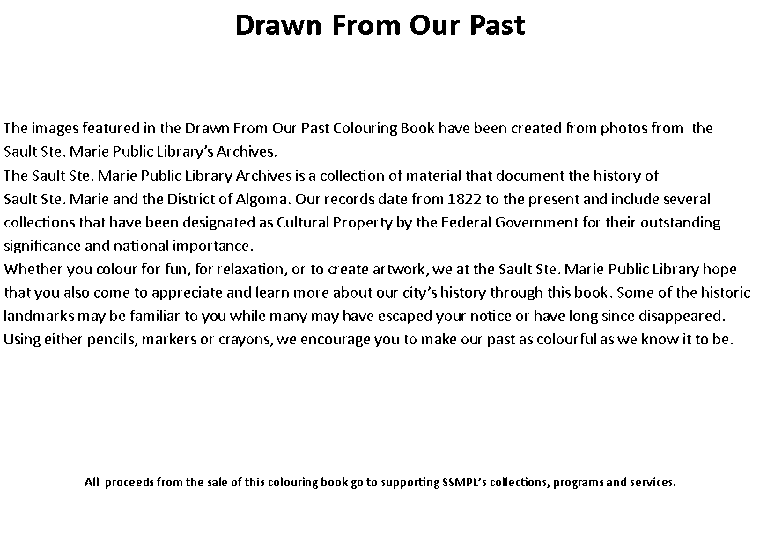 Drawn From Our Past
The images featured in the Drawn From Our Past Colouring Book have been created from photos from the
Sault Ste. Marie Public Library's Archives.
The Sault Ste. Marie Public Library Archives is a collection of material that document the history of
Sault Ste. Marie and the District of Algoma. Our records date from 1822 to the present and include several
collections that have been designated as Cultural Property by the Federal Government for their outstanding
significance and national importance.
Whether you colour for fun, for relaxation, or to create artwork, we at the Sault Ste. Marie Public Library hope
that you also come to appreciate and learn more about our city's history through this book. Some of the historic
landmarks may be familiar to you while many may have escaped your notice or have long since disappeared.
Using either pencils, markers or crayons, we encourage you to make our past as colourful as we know it to be.
All proceeds from the sale of this colouring book go to supporting SSMPL's collections, programs and services.